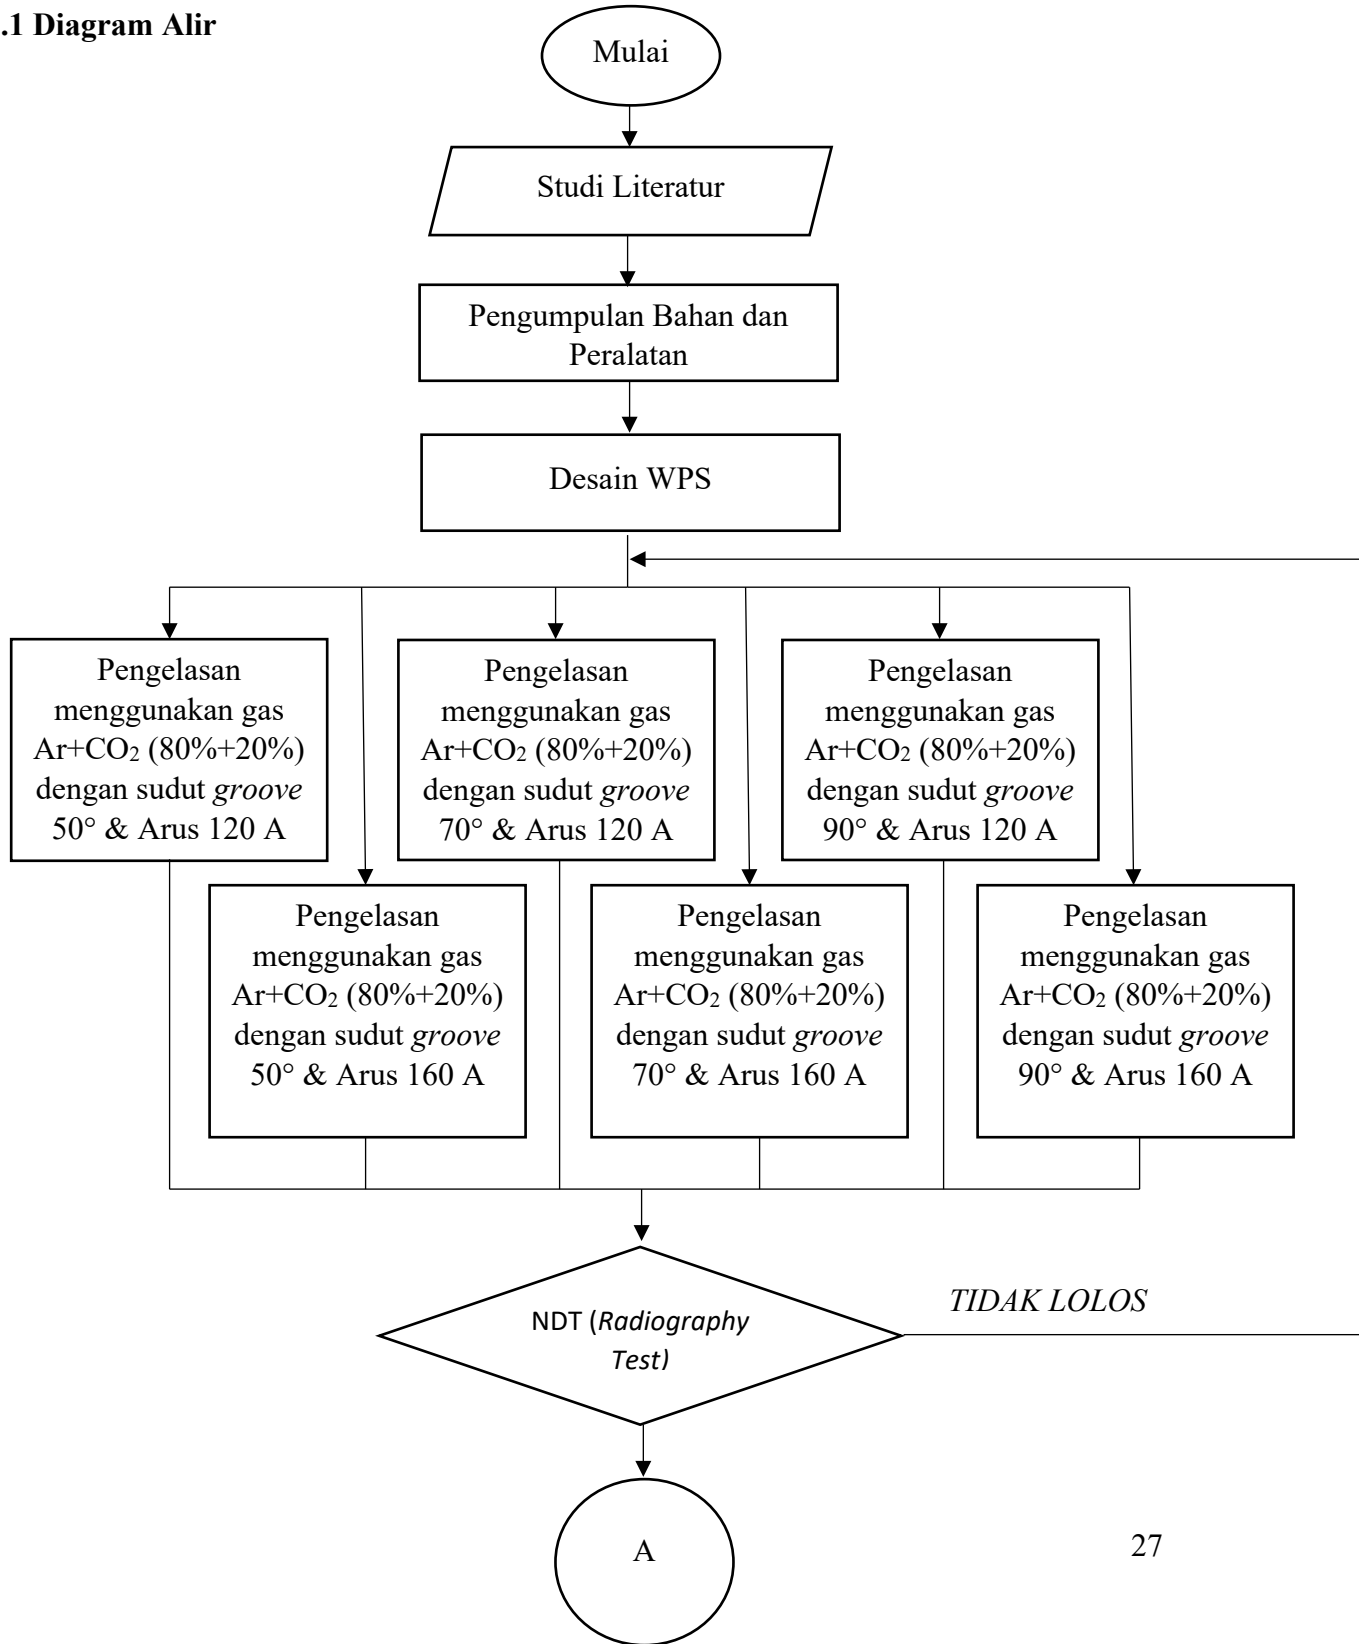 .1 Diagram Alir
Mulai
Studi Literatur
Pengumpulan Bahan dan
Peralatan
Desain WPS
Pengelasan
menggunakan gas
Ar+CO₂ (80%+20%)
dengan sudut groove
50° & Arus 120 A
Pengelasan
menggunakan gas
Ar+CO₂ (80%+20%)
dengan sudut groove
70° & Arus 120 A
Pengelasan
menggunakan gas
Ar+CO₂ (80%+20%)
dengan sudut groove
90° & Arus 120 A
Pengelasan
menggunakan gas
Ar+CO₂ (80%+20%)
dengan sudut groove
50° & Arus 160 A
Pengelasan
menggunakan gas
Ar+CO₂ (80%+20%)
dengan sudut groove
70° & Arus 160 A
Pengelasan
menggunakan gas
Ar+CO₂ (80%+20%)
dengan sudut groove
90° & Arus 160 A
NDT (Radiography
Test)
TIDAK LOLOS
A
27